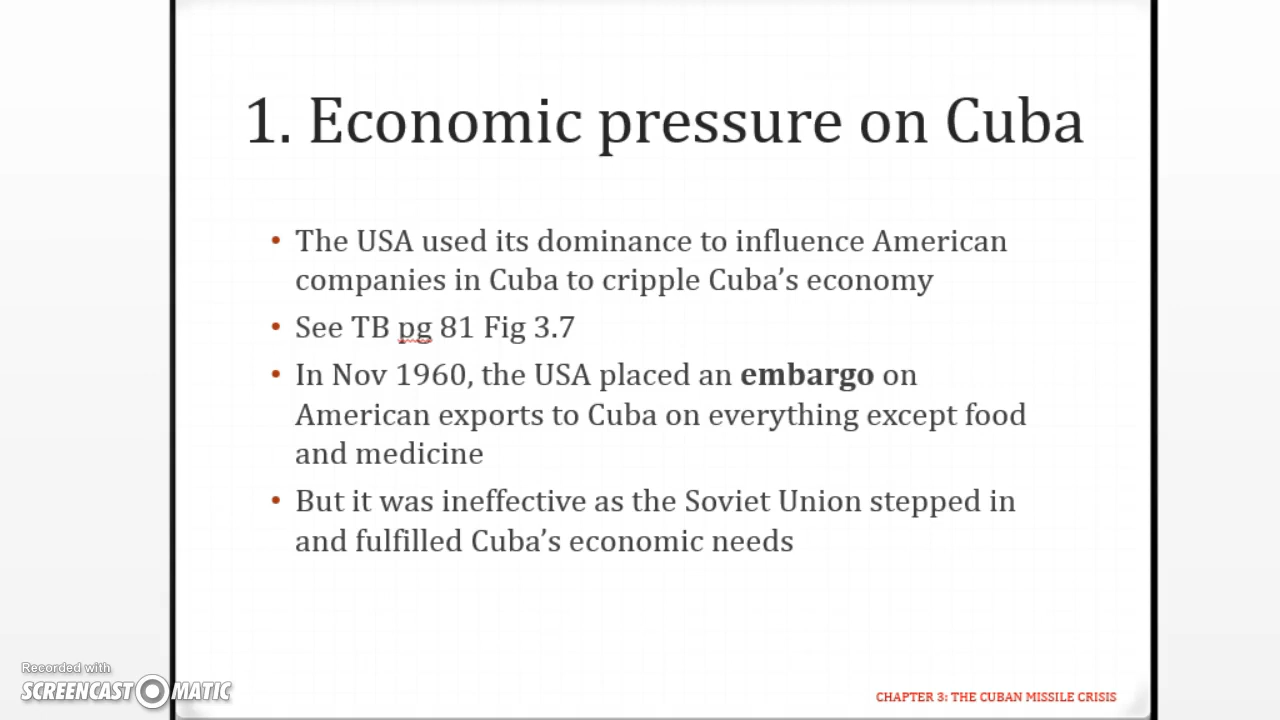 1. Economic pressure on Cuba
• The USA used its dominance to influence American
companies in Cuba to cripple Cuba’s economy
• See TB pg 81 Fig 3.7
• In Nov 1960, the USA placed an embargo on
American exports to Cuba on everything except food
and medicine
• But it was ineffective as the Soviet Union stepped in
and fulfilled Cuba’s economic needs
Recorded with
SCREENCAST MATIC
CHAPTER 3: THE CUBAN MISSILE CRISIS